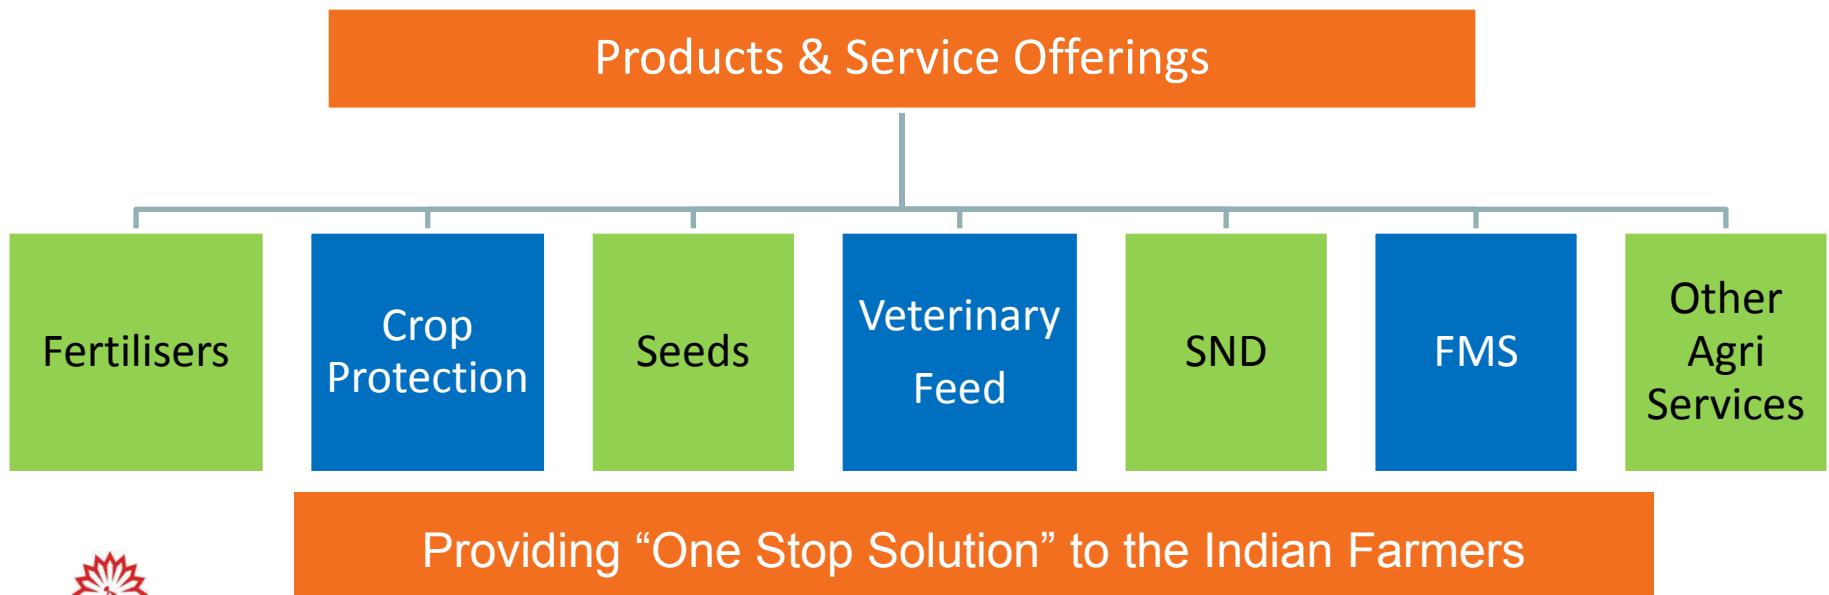 Products & Service Offerings
Fertilisers
Crop
Protection
Seeds
Veterinary
Feed
SND
FMS
Other
Agri
Services
Providing “One Stop Solution” to the Indian Farmers